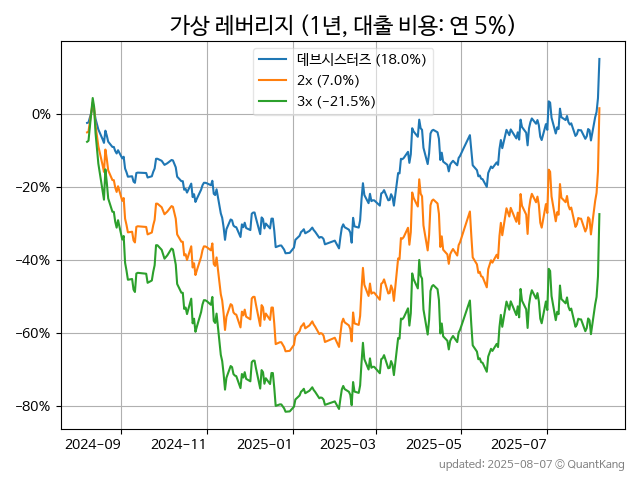 가상 레버리지 (1년, 대출 비용: 연 5%)
데브시스터즈 (18.0%)
2x (7.0%)
3x (−21.5%)
0%
−20%
−40%
−60%
−80%
2024-09 2024-11 2025-01 2025-03 2025-05 2025-07
updated: 2025-08-07 © QuantKang